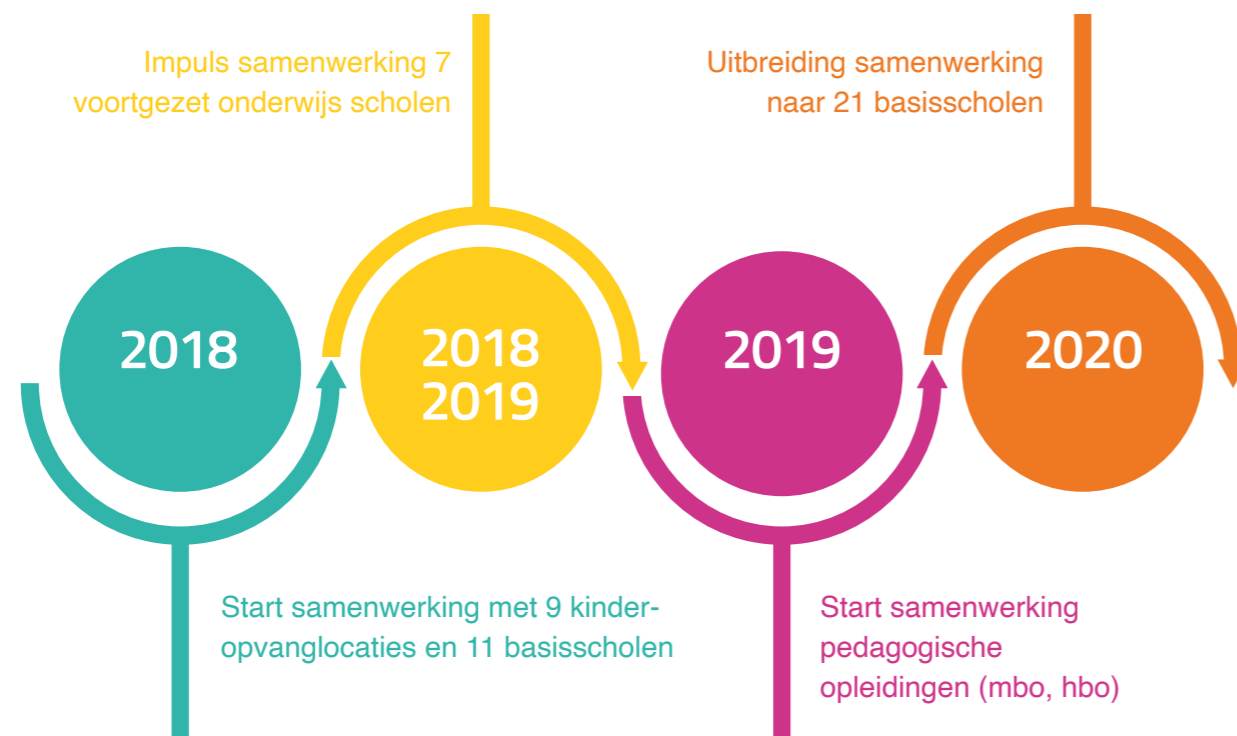 Impuls samenwerking 7
voortgezet onderwijs scholen
Uitbreiding samenwerking
naar 21 basisscholen
2018
2018
2019
2019
2020
Start samenwerking met 9 kinder-
opvanglocaties en 11 basisscholen
Start samenwerking
pedagogische
opleidingen (mbo, hbo)